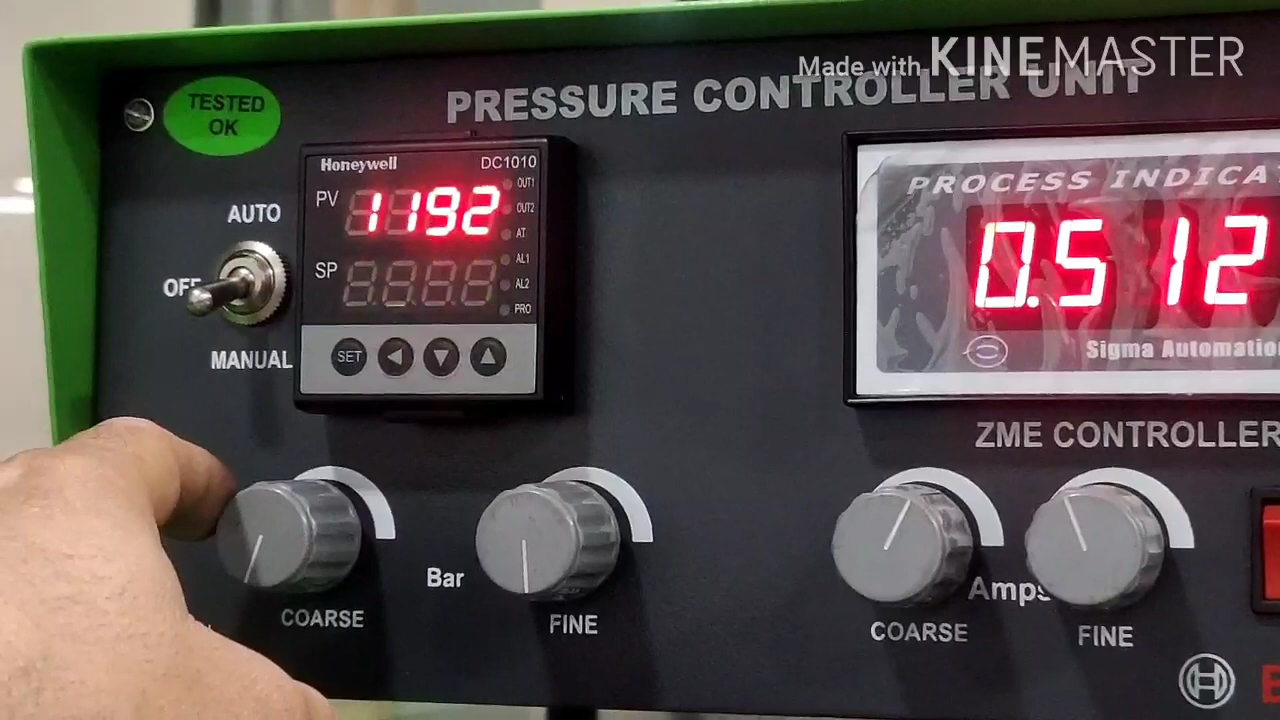 Made with KINEMASTER
TESTED
OK
PRESSURE CONTROLLER UNIT
Honeywell
DC1010
PV
1192
OUT1
OUT2
AT
SP
AL1
AL2
PRO
SET
AUTO
OFF
MANUAL
PROCESS INDICA
0.512
Sigma Automation
ZME CONTROLLER
Bar
COARSE
FINE
Amps
COARSE
FINE